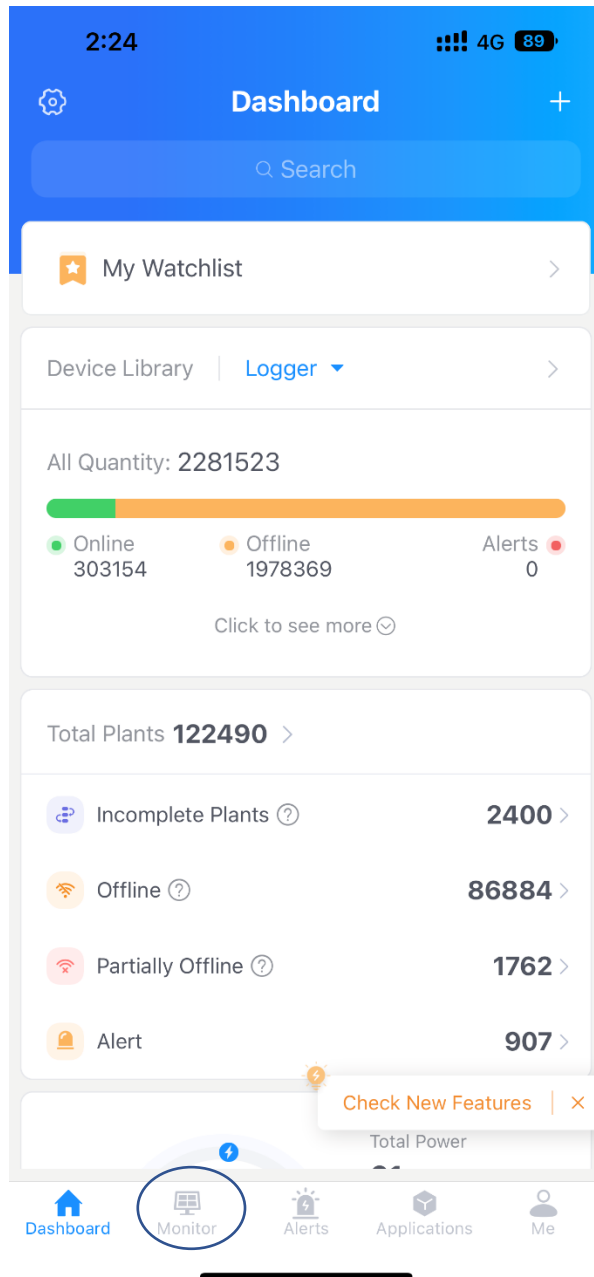 2:24 4G 89
Dashboard
Search
My Watchlist
Device Library Logger
All Quantity: 2281523
Online Offline Alerts
303154 1978369 0
Click to see more
Total Plants 122490
Incomplete Plants ? 2400
Offline ? 86884
Partially Offline ? 1762
Alert 907
Check New Features
Total Power
Dashboard Monitor Alerts Applications Me